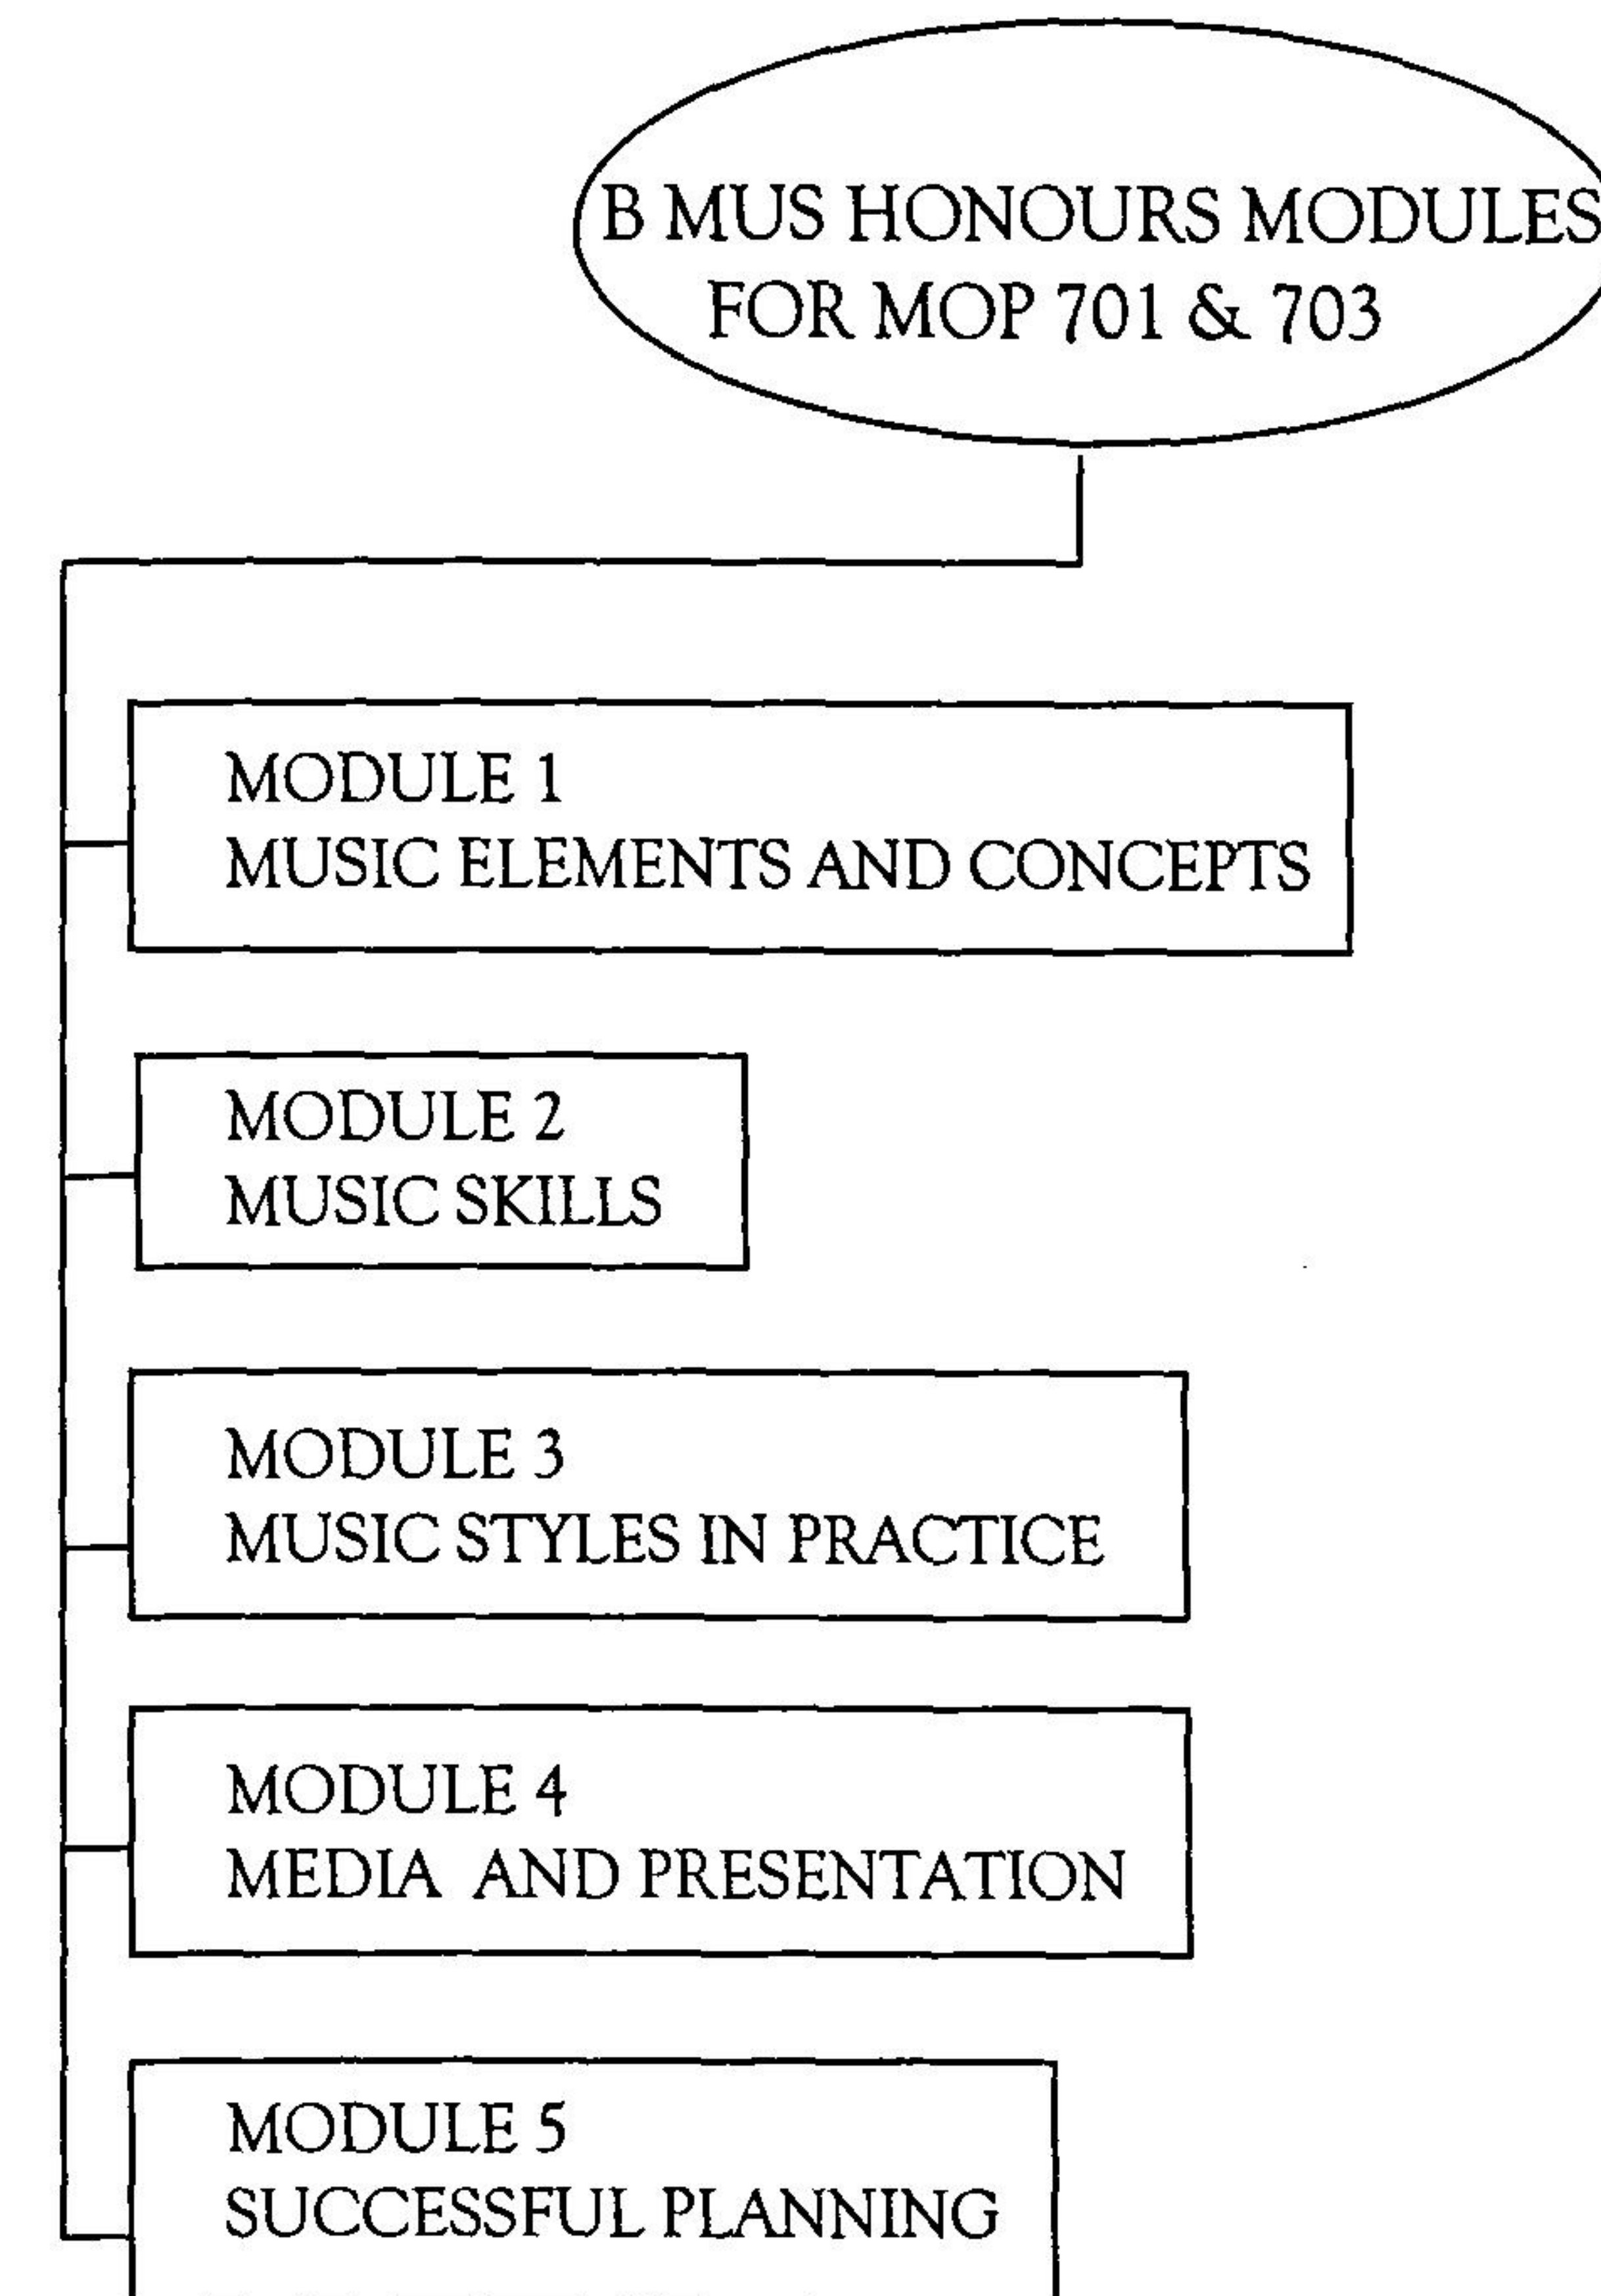 B MUS HONOURS MODULES
FOR MOP 701 & 703
MODULE 1
MUSIC ELEMENTS AND CONCEPTS
MODULE 2
MUSIC SKILLS
MODULE 3
MUSIC STYLES IN PRACTICE
MODULE 4
MEDIA AND PRESENTATION
MODULE 5
SUCCESSFUL PLANNING